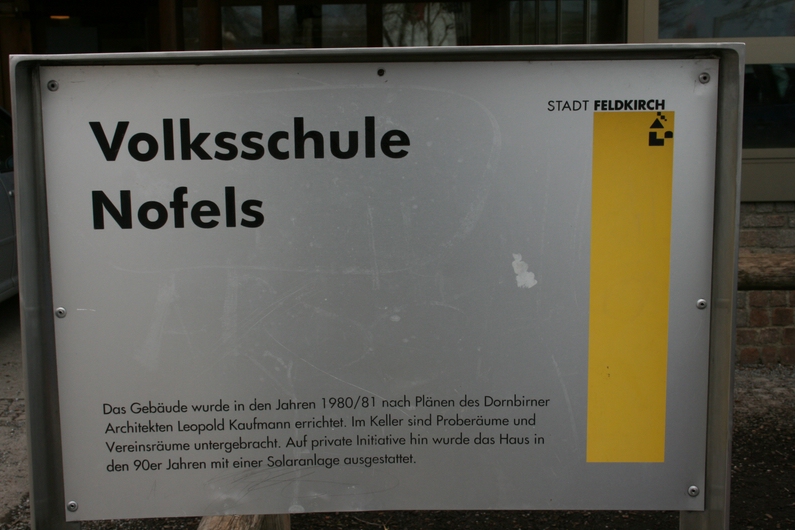 Volksschule
Nofels
STADT FELDKIRCH
Das Gebäude wurde in den Jahren 1980/81 nach Plänen des Dornbirner
Architekten Leopold Kaufmann errichtet. Im Keller sind Proberäume und
Vereinsräume untergebracht. Auf private Initiative hin wurde das Haus in
den 90er Jahren mit einer Solaranlage ausgestattet.